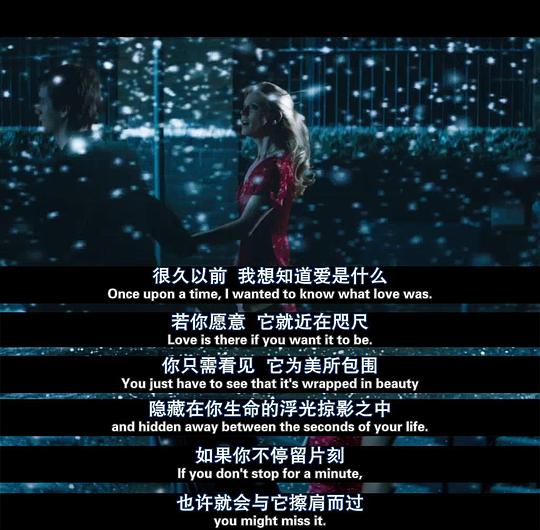 很久以前 我想知道爱是什么
Once upon a time, I wanted to know what love was.
若你愿意 它就近在咫尺
Love is there if you want it to be.
你只需看见 它为美所包围
You just have to see that it's wrapped in beauty
隐藏在你生命的浮光掠影之中
and hidden away between the seconds of your life.
如果你不停留片刻
If you don't stop for a minute,
也许就会与它擦肩而过
you might miss it.